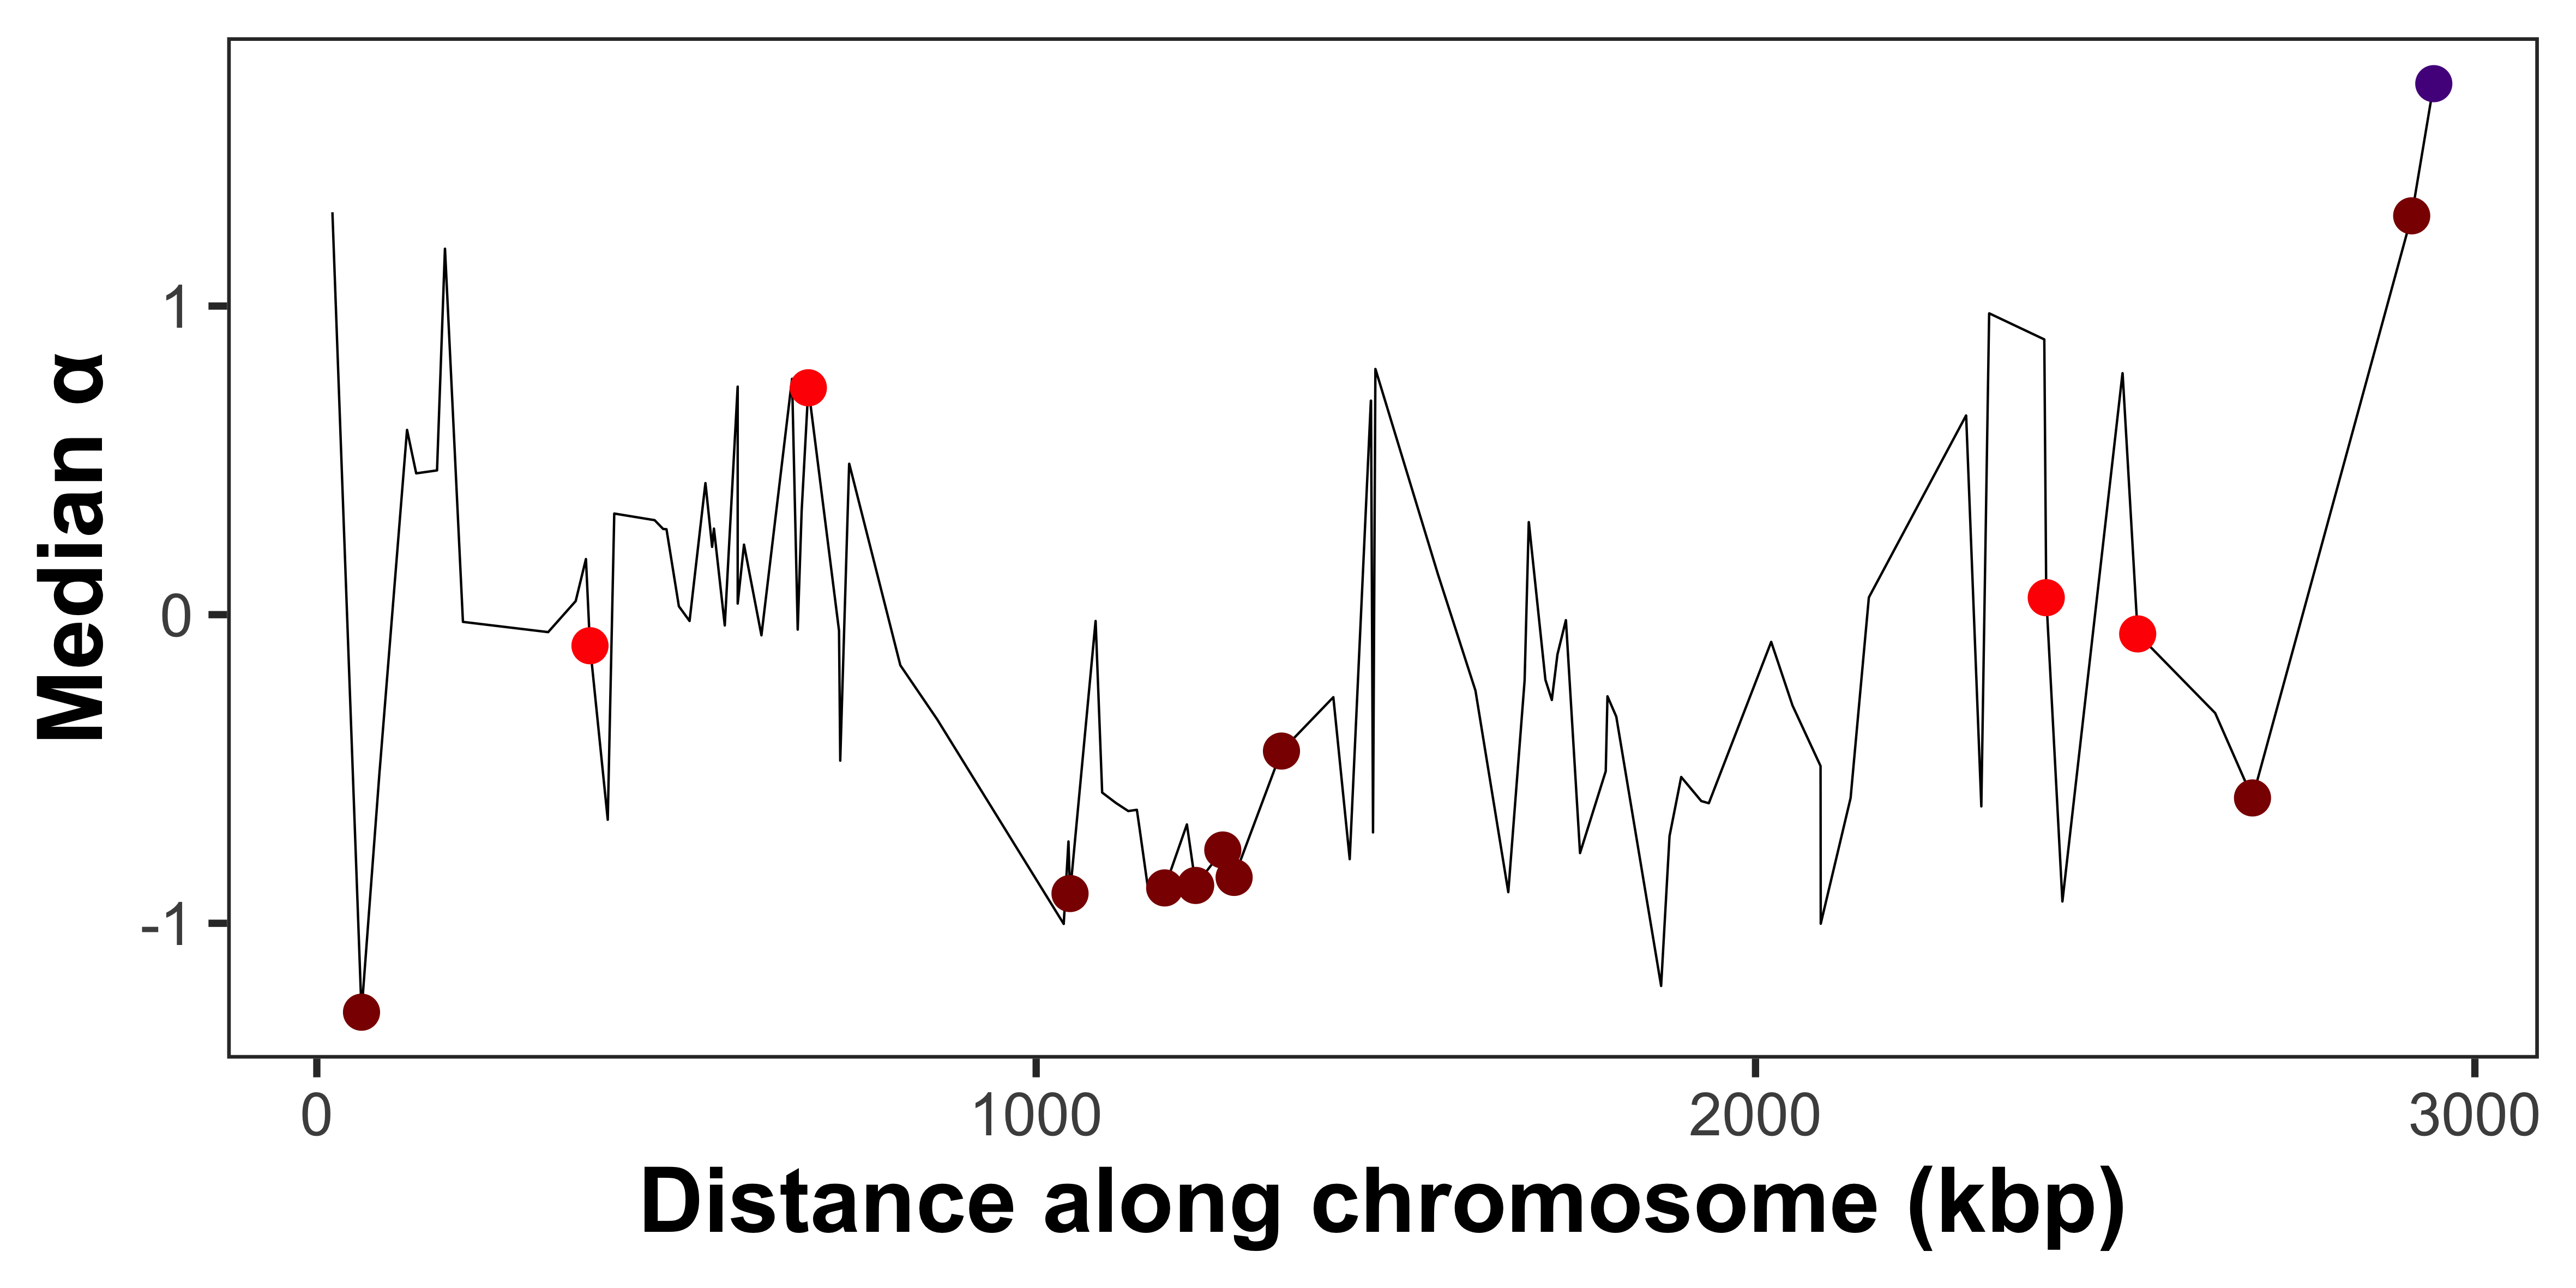 Median α
1
0
-1
0 1000 2000 3000
Distance along chromosome (kbp)